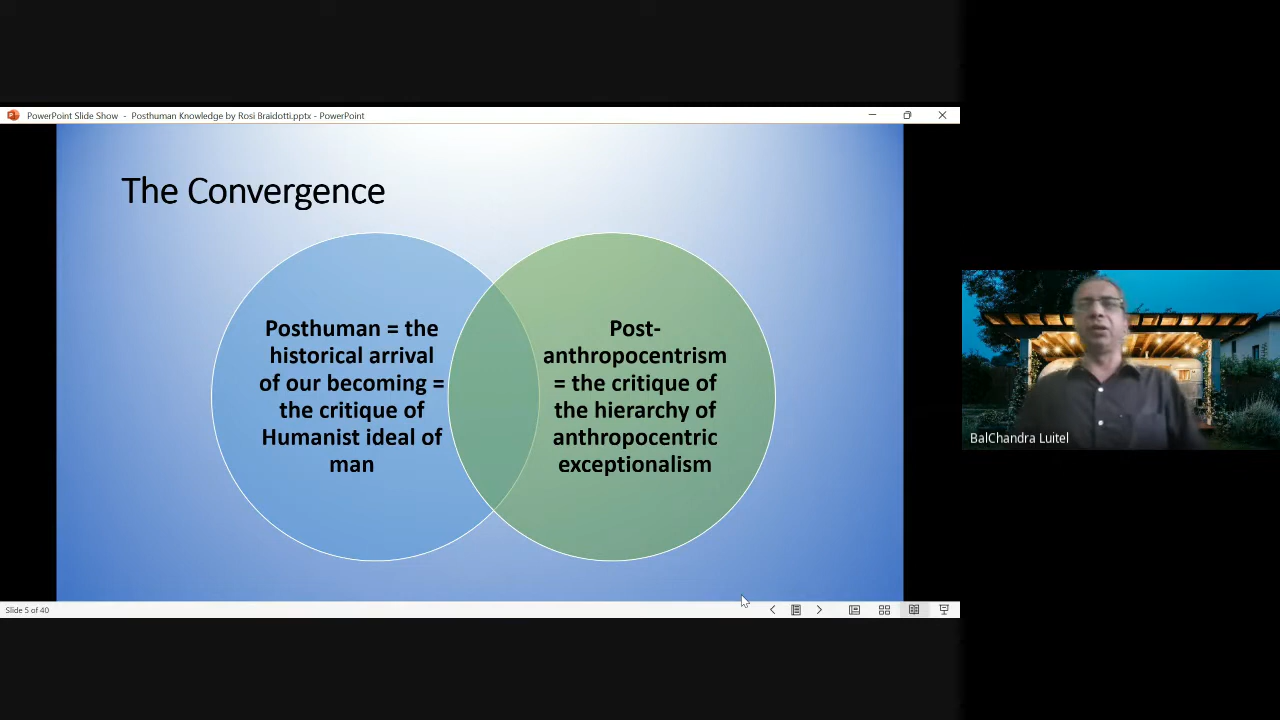 PowerPoint Slide Show - Posthuman Knowledge by Rosi Braidotti.pptx - PowerPoint
The Convergence
Posthuman = the
historical arrival
of our becoming =
the critique of
Humanist ideal of
man
Post-
anthropocentrism
= the critique of
the hierarchy of
anthropocentric
exceptionalism
BalChandra Luitel
Slide 5 of 40